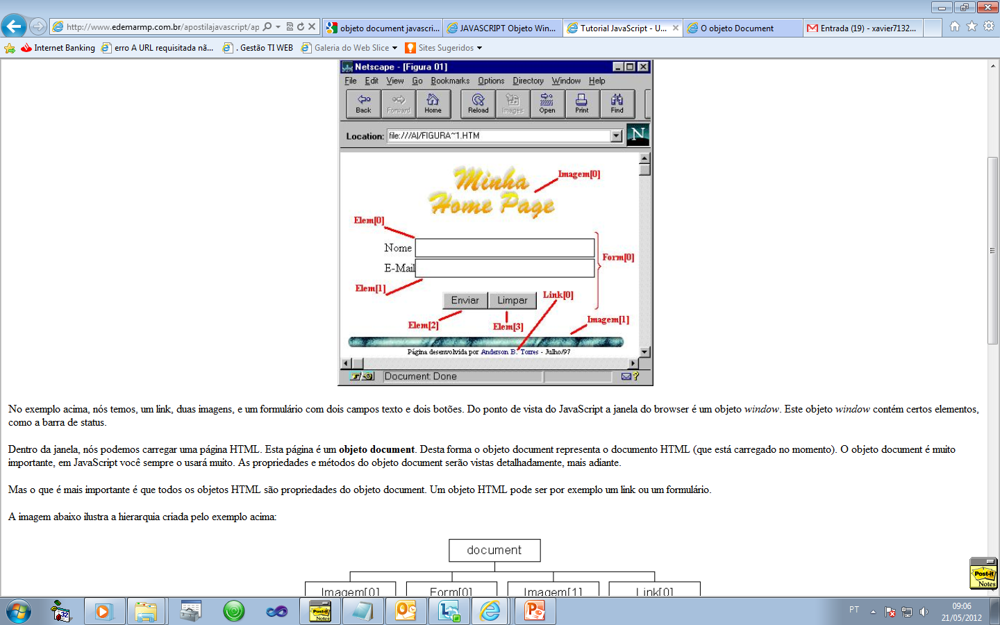 http://www.edemarmp.com.br/apostilajavascript/ap
objeto document javascri...
JAVASCRIPT Objeto Win...
Tutorial JavaScript - U...
O objeto Document
Entrada (19) - xavier7132...
Internet Banking
erro A URL requisitada nã...
. Gestão TI WEB
Galeria do Web Slice
Sites Sugeridos
Netscape - [Figura 01]
File Edit View Go Bookmarks Options Directory Window Help
Back Forward Home Reload Images Open Print Find
Location: file:///A|/FIGURA~1.HTM
N
Minha
Home Page
Imagem[0]
Elem[0]
Nome
Form[0]
E-Mail
Elem[1]
Link[0]
Enviar Limpar
Imagem[1]
Elem[2]
Elem[3]
Página desenvolvida por Anderson B. Torres - Julho/97
Document: Done
No exemplo acima, nós temos, um link, duas imagens, e um formulário com dois campos texto e dois botões. Do ponto de vista do JavaScript a janela do browser é um objeto window. Este objeto window contém certos elementos,
como a barra de status.
Dentro da janela, nós podemos carregar uma página HTML. Esta página é um objeto document. Desta forma o objeto document representa o documento HTML (que está carregado no momento). O objeto document é muito
importante, em JavaScript você sempre o usará muito. As propriedades e métodos do objeto document serão vistas detalhadamente, mais adiante.
Mas o que é mais importante é que todos os objetos HTML são propriedades do objeto document. Um objeto HTML pode ser por exemplo um link ou um formulário.
A imagem abaixo ilustra a hierarquia criada pelo exemplo acima:
document
Imagem[0] Form[0] Imagem[1] Link[0]
Post-it
Notes
32
Post-it
Notes
PT
09:06
21/05/2012